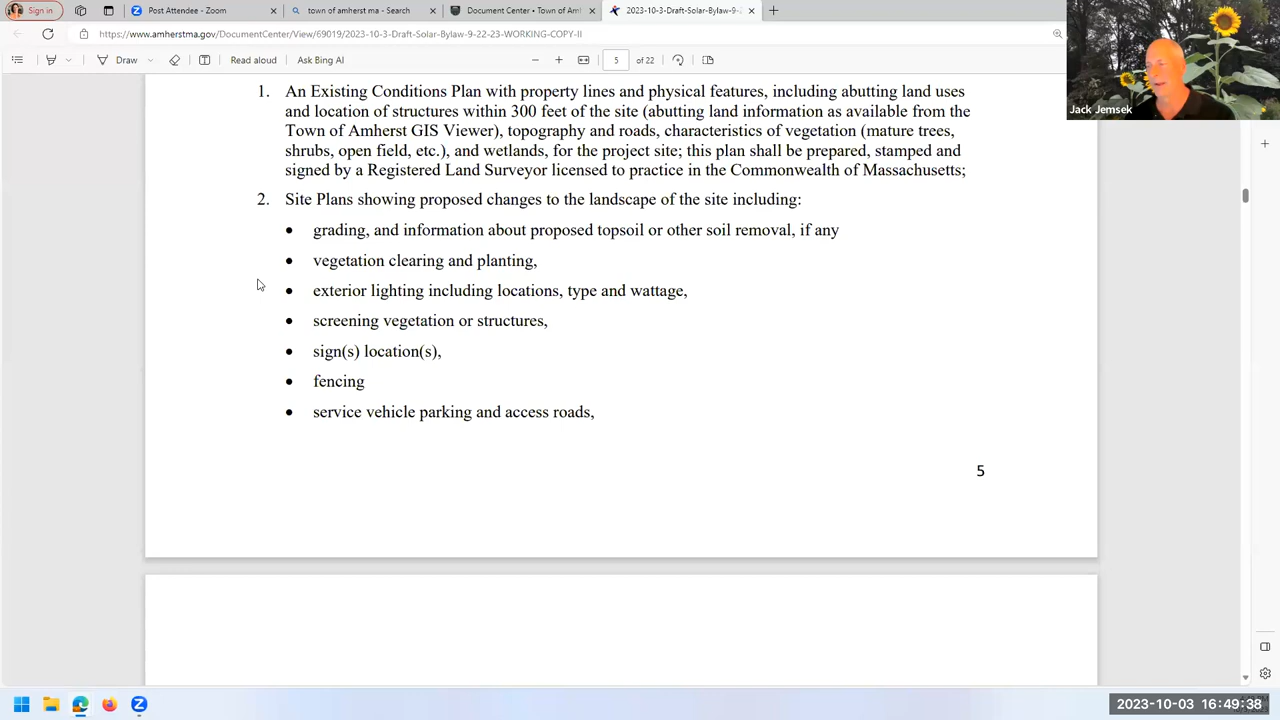 Sign in
Post Attendee - Zoom
town of amherst ma - Search
Document Center • Town of Amh
2023-10-3-Draft-Solar-Bylaw-9-2
https://www.amherstma.gov/DocumentCenter/View/69019/2023-10-3-Draft-Solar-Bylaw-9-22-23-WORKING-COPY-II
Draw
Read aloud
Ask Bing AI
5
of 22
Jack Jemsek
1. An Existing Conditions Plan with property lines and physical features, including abutting land uses
and location of structures within 300 feet of the site (abutting land information as available from the
Town of Amherst GIS Viewer), topography and roads, characteristics of vegetation (mature trees,
shrubs, open field, etc.), and wetlands, for the project site; this plan shall be prepared, stamped and
signed by a Registered Land Surveyor licensed to practice in the Commonwealth of Massachusetts;
2. Site Plans showing proposed changes to the landscape of the site including:
• grading, and information about proposed topsoil or other soil removal, if any
• vegetation clearing and planting,
• exterior lighting including locations, type and wattage,
• screening vegetation or structures,
• sign(s) location(s),
• fencing
• service vehicle parking and access roads,
5
2023-10-03 16:49:38